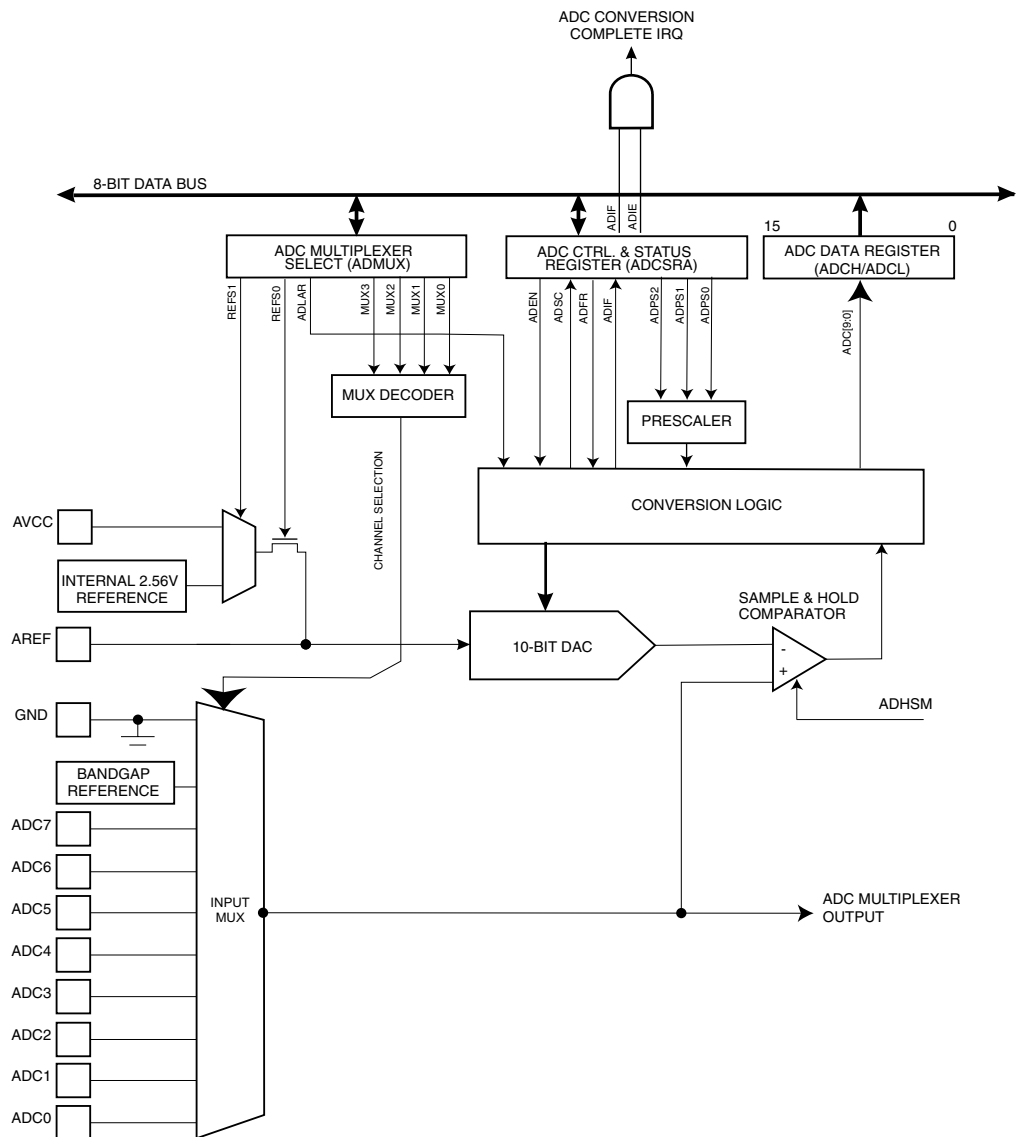 ADC CONVERSION
COMPLETE IRQ
8-BIT DATA BUS
ADIF
ADIE
15
0
ADC MULTIPLEXER
SELECT (ADMUX)
ADC CTRL. & STATUS
REGISTER (ADCSRA)
ADC DATA REGISTER
(ADCH/ADCL)
REFS1
REFS0
ADLAR
MUX3
MUX2
MUX1
MUX0
ADEN
ADSC
ADFR
ADIF
ADPS2
ADPS1
ADPS0
ADC[9:0]
MUX DECODER
PRESCALER
CHANNEL SELECTION
CONVERSION LOGIC
AVCC
INTERNAL 2.56V
REFERENCE
SAMPLE & HOLD
COMPARATOR
AREF
10-BIT DAC
-
+
GND
ADHSM
BANDGAP
REFERENCE
ADC7
ADC6
ADC5
INPUT
MUX
ADC MULTIPLEXER
OUTPUT
ADC4
ADC3
ADC2
ADC1
ADC0